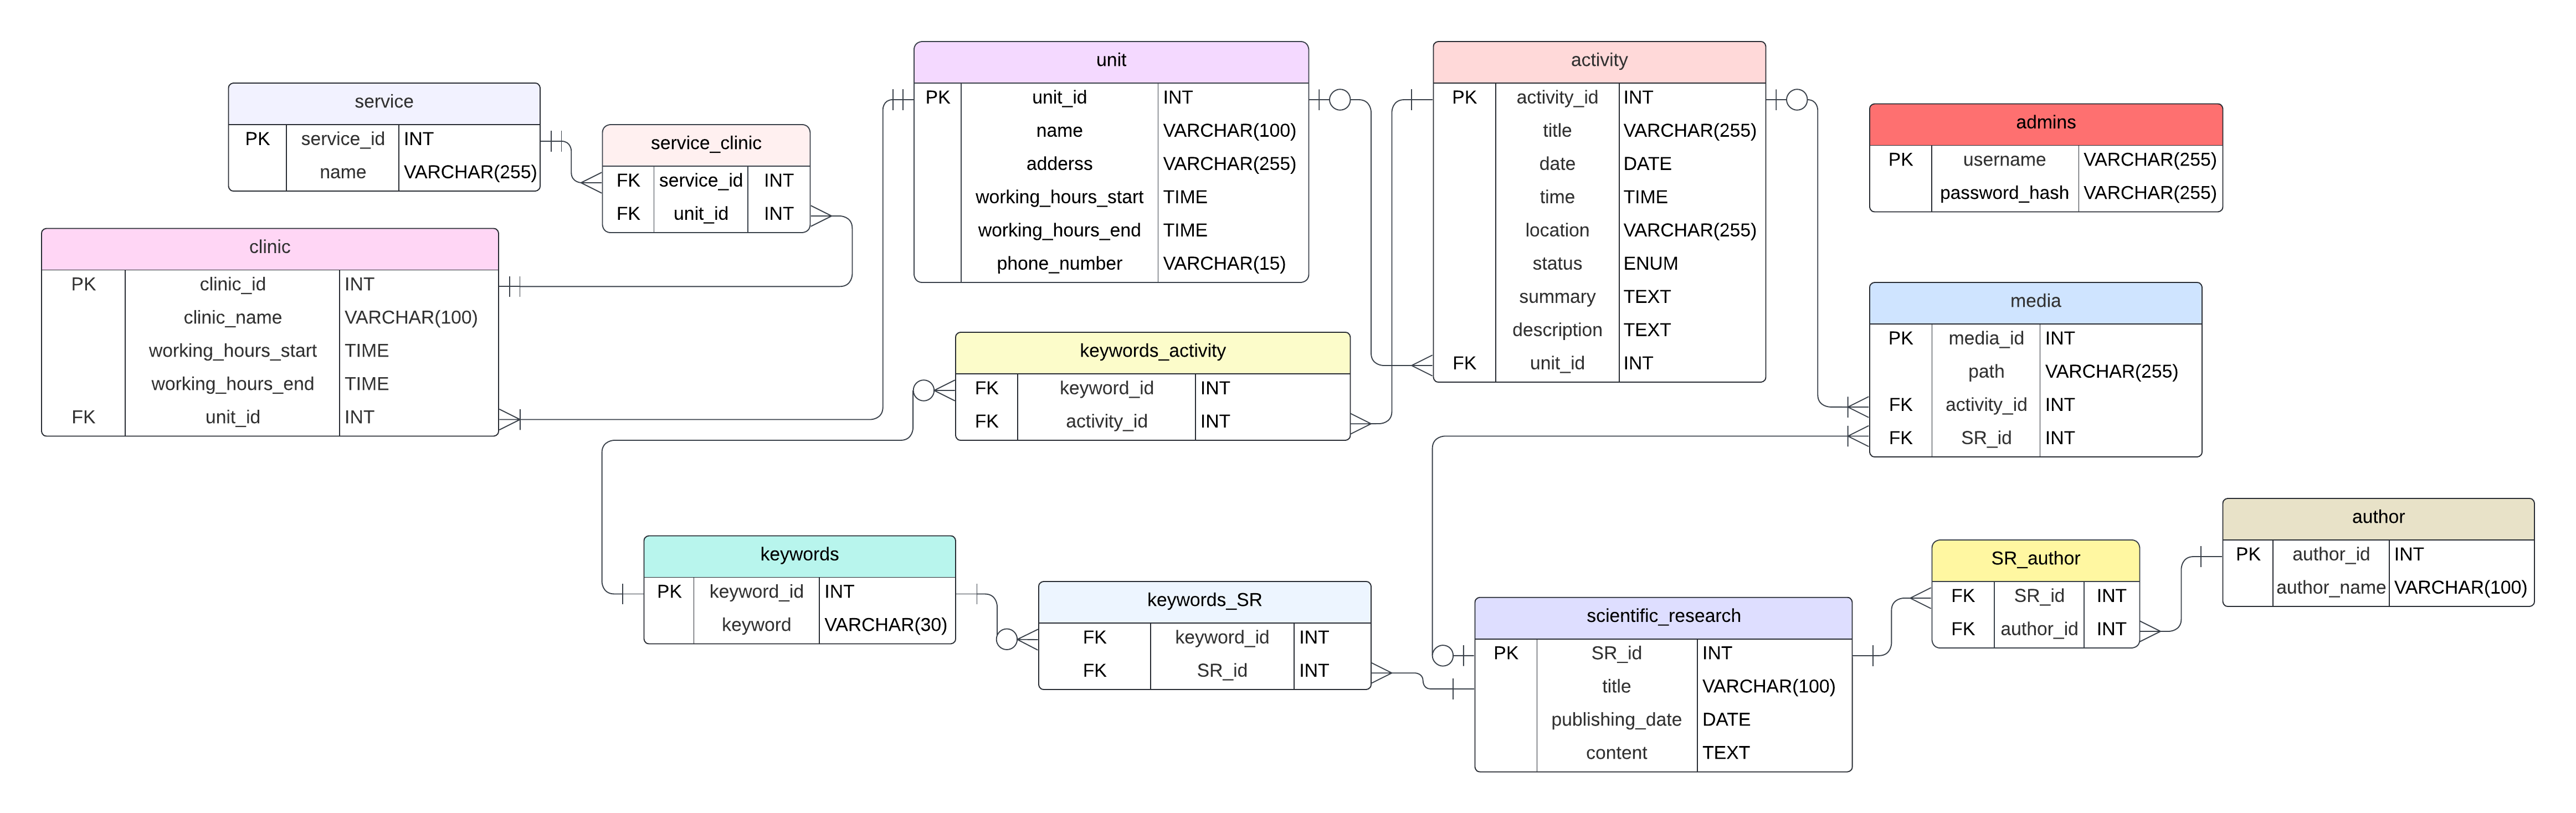 service
PK service_id INT
name VARCHAR(255)
service_clinic
FK service_id INT
FK unit_id INT
clinic
PK clinic_id INT
clinic_name VARCHAR(100)
working_hours_start TIME
working_hours_end TIME
FK unit_id INT
unit
PK unit_id INT
name VARCHAR(100)
adderss VARCHAR(255)
working_hours_start TIME
working_hours_end TIME
phone_number VARCHAR(15)
activity
PK activity_id INT
title VARCHAR(255)
date DATE
time TIME
location VARCHAR(255)
status ENUM
summary TEXT
description TEXT
FK unit_id INT
admins
PK username VARCHAR(255)
password_hash VARCHAR(255)
media
PK media_id INT
path VARCHAR(255)
FK activity_id INT
FK SR_id INT
keywords_activity
FK keyword_id INT
FK activity_id INT
keywords
PK keyword_id INT
keyword VARCHAR(30)
keywords_SR
FK keyword_id INT
FK SR_id INT
scientific_research
PK SR_id INT
title VARCHAR(100)
publishing_date DATE
content TEXT
SR_author
FK SR_id INT
FK author_id INT
author
PK author_id INT
author_name VARCHAR(100)